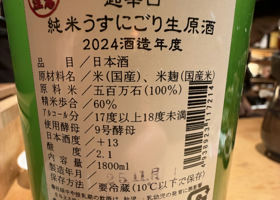 超辛口
純米うすにごり生原酒
2024酒造年度
品目／日本酒
原材料名／米(国産)、米麹(国産米)
原料米／五百万石(100%)
精米歩合／60%
アルコール分／17度以上18度未満
使用酵母／9号酵母
日本酒度／+13
酸度／2.1
内容量／1800ml
製造年月／
保存方法／要冷蔵(10℃以下で保存)